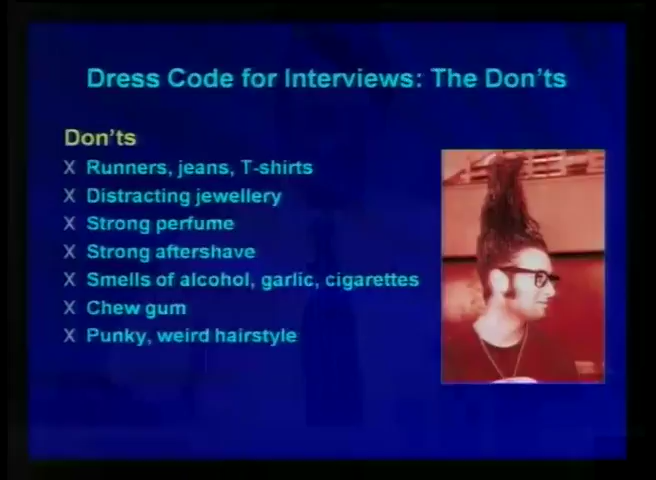 Dress Code for Interviews: The Don'ts
Don'ts
X Runners, jeans, T-shirts
X Distracting jewellery
X Strong perfume
X Strong aftershave
X Smells of alcohol, garlic, cigarettes
X Chew gum
X Punky, weird hairstyle